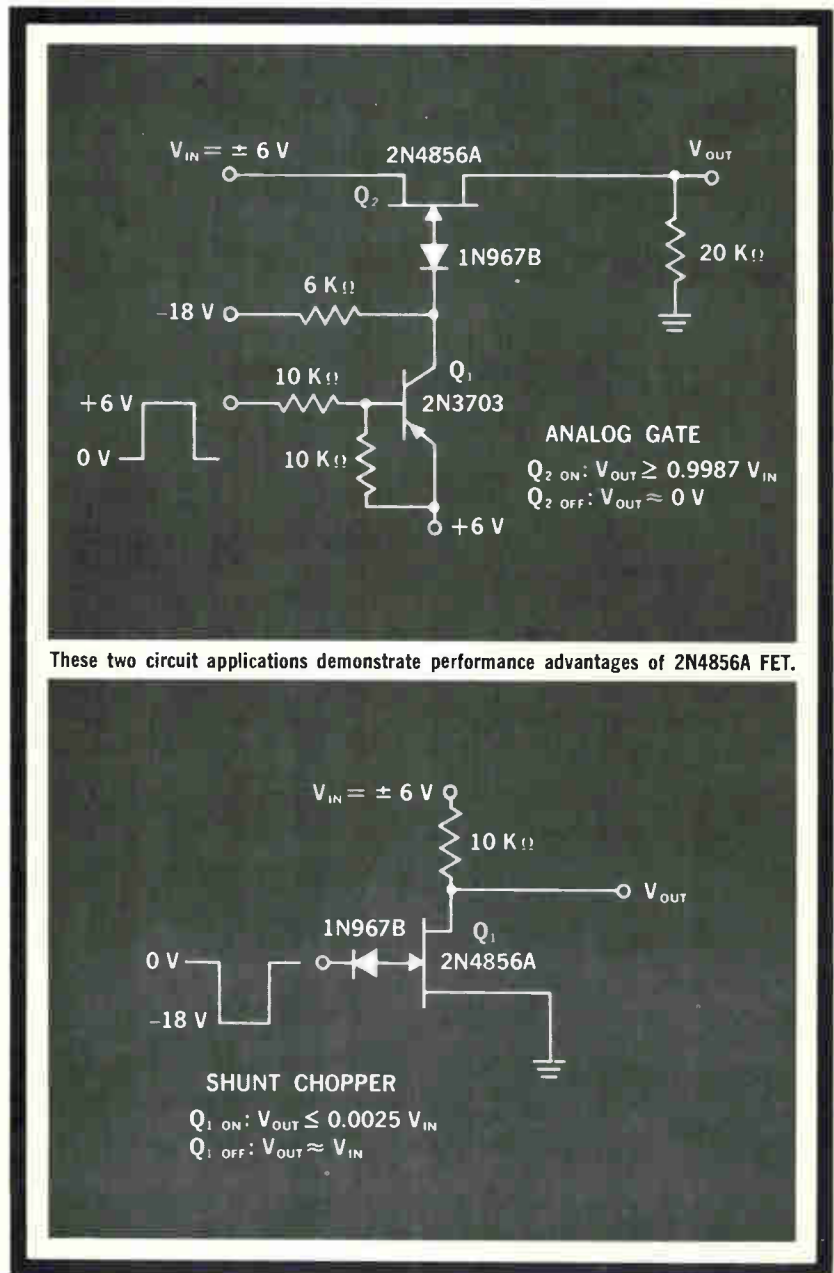 V_IN = ± 6 V
2N4856A
V_OUT
Q₂
1N967B
20 KΩ
6 KΩ
–18 V
10 KΩ
Q₁
2N3703
+6 V
0 V
10 KΩ
+6 V
ANALOG GATE
Q₂ ON: V_OUT ≥ 0.9987 V_IN
Q₂ OFF: V_OUT ≈ 0 V
These two circuit applications demonstrate performance advantages of 2N4856A FET.
V_IN = ± 6 V
10 KΩ
V_OUT
1N967B
Q₁
2N4856A
0 V
–18 V
SHUNT CHOPPER
Q₁ ON: V_OUT ≤ 0.0025 V_IN
Q₁ OFF: V_OUT ≈ V_IN